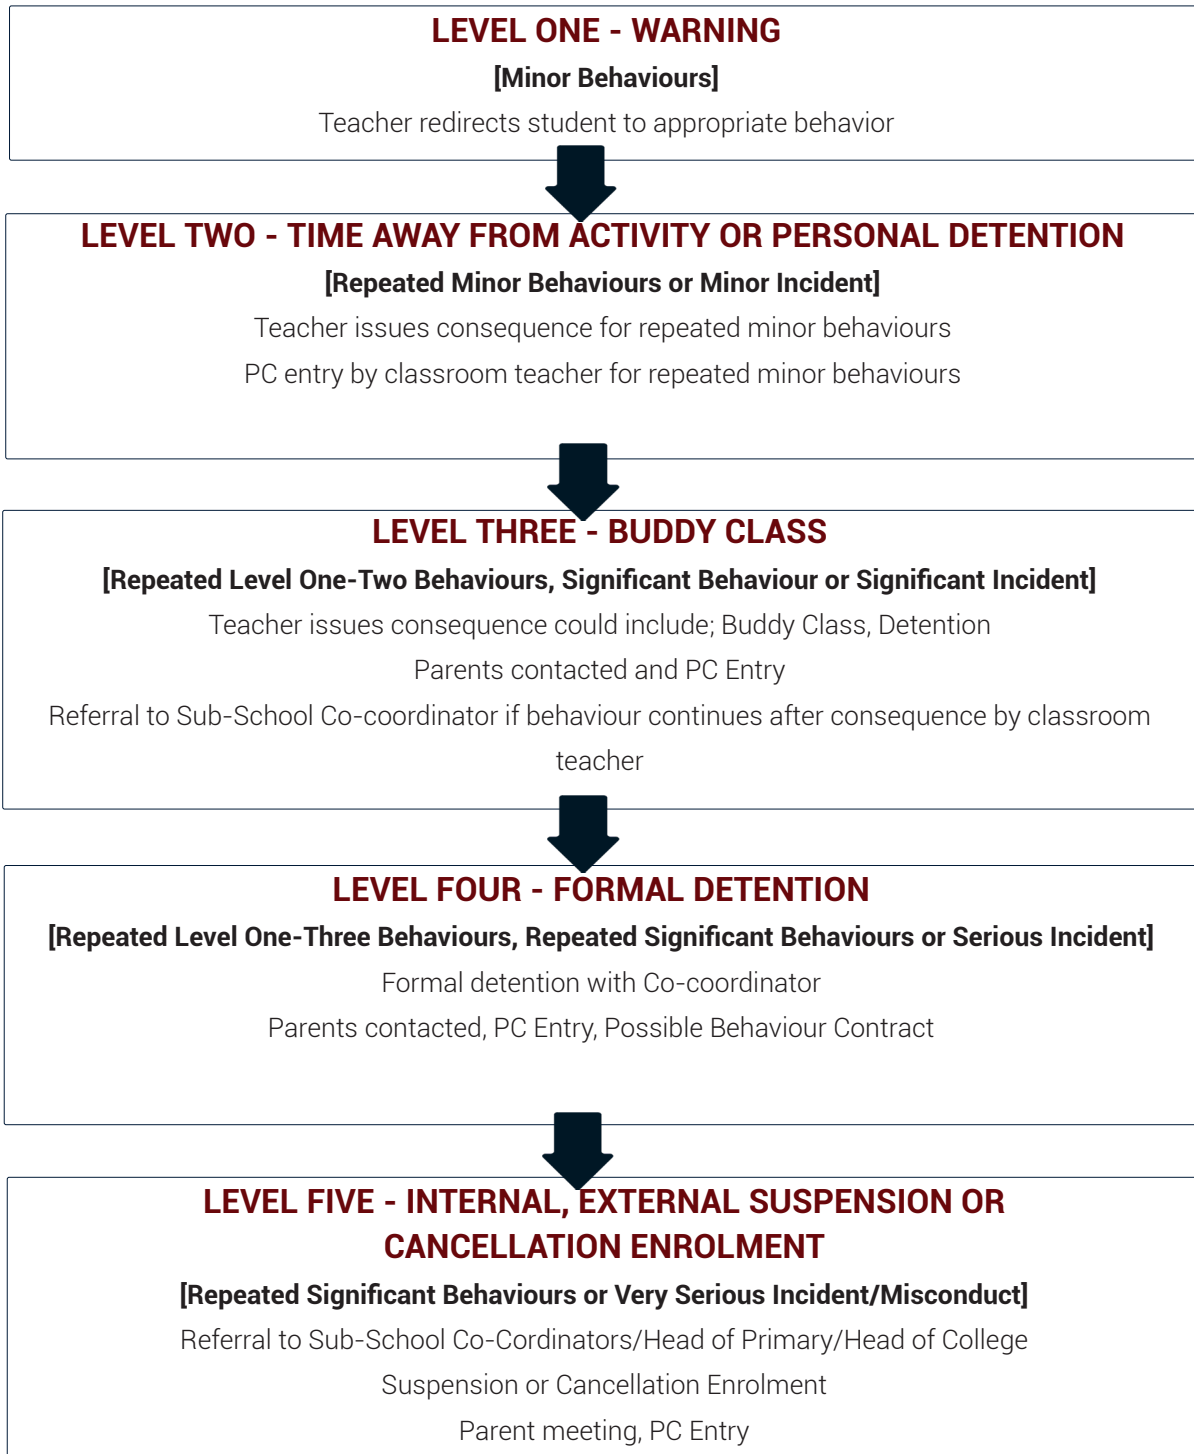 LEVEL ONE - WARNING
[Minor Behaviours]
Teacher redirects student to appropriate behavior
LEVEL TWO - TIME AWAY FROM ACTIVITY OR PERSONAL DETENTION
[Repeated Minor Behaviours or Minor Incident]
Teacher issues consequence for repeated minor behaviours
PC entry by classroom teacher for repeated minor behaviours
LEVEL THREE - BUDDY CLASS
[Repeated Level One-Two Behaviours, Significant Behaviour or Significant Incident]
Teacher issues consequence could include; Buddy Class, Detention
Parents contacted and PC Entry
Referral to Sub-School Co-coordinator if behaviour continues after consequence by classroom
teacher
LEVEL FOUR - FORMAL DETENTION
[Repeated Level One-Three Behaviours, Repeated Significant Behaviours or Serious Incident]
Formal detention with Co-coordinator
Parents contacted, PC Entry, Possible Behaviour Contract
LEVEL FIVE - INTERNAL, EXTERNAL SUSPENSION OR
CANCELLATION ENROLMENT
[Repeated Significant Behaviours or Very Serious Incident/Misconduct]
Referral to Sub-School Co-Cordinators/Head of Primary/Head of College
Suspension or Cancellation Enrolment
Parent meeting, PC Entry